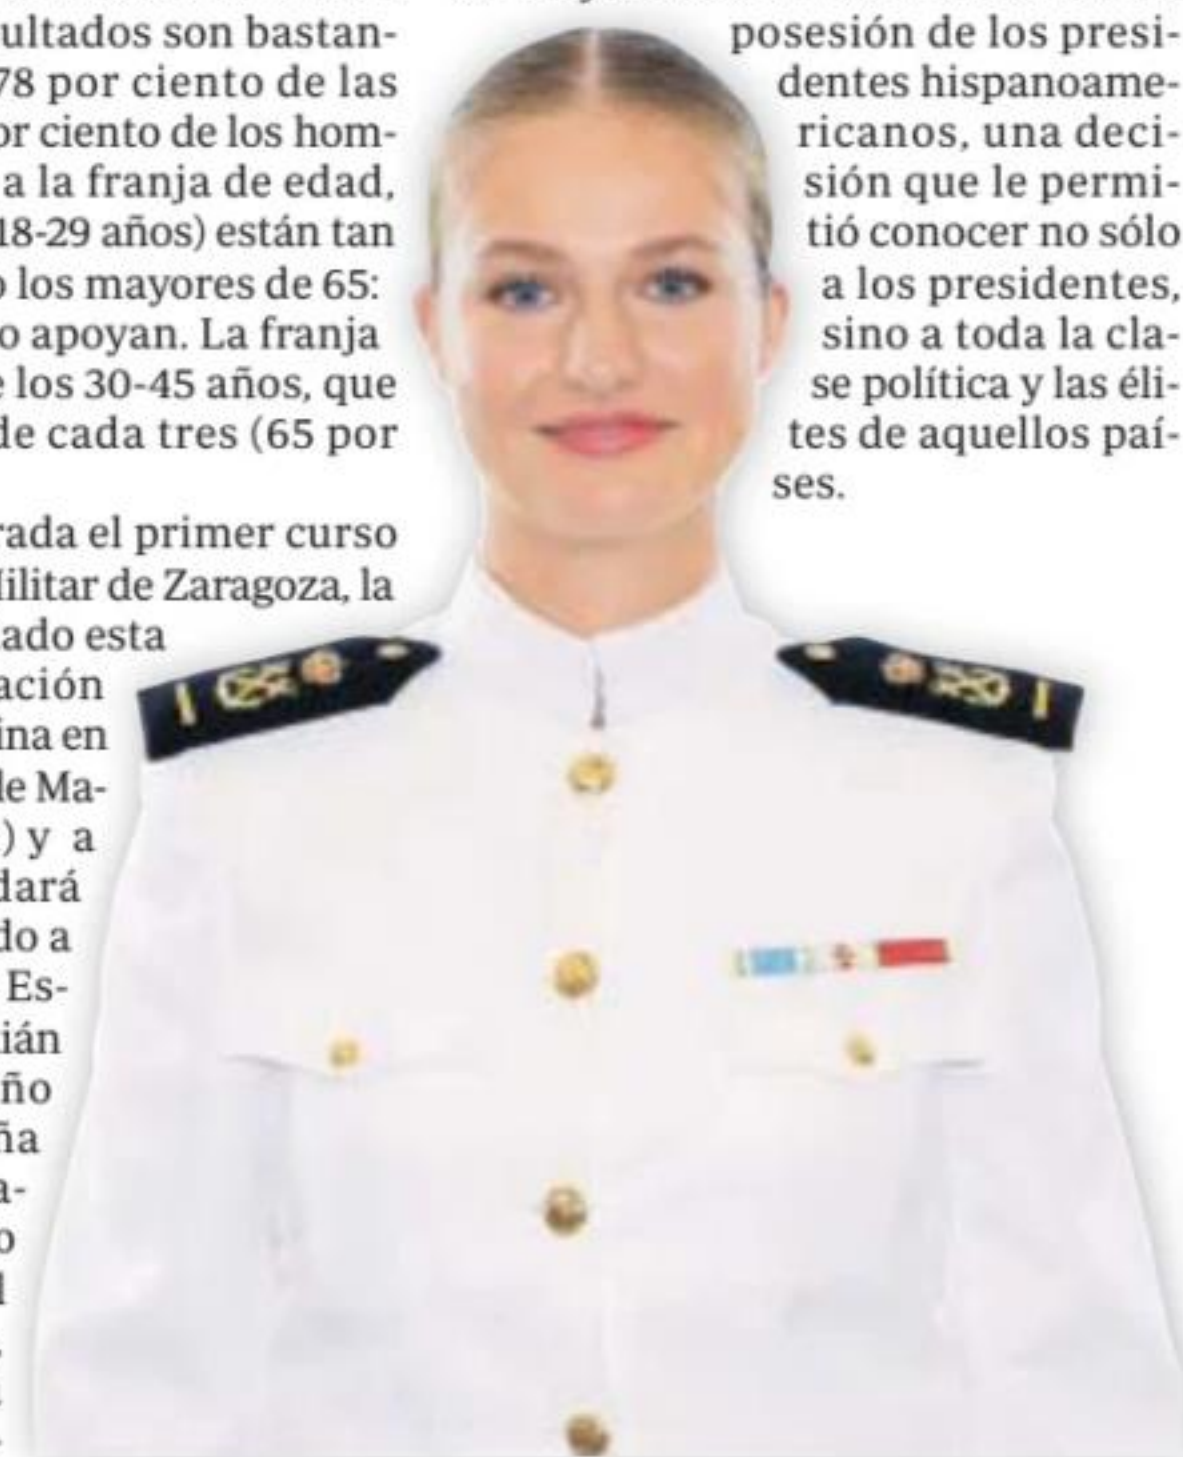 ultados son bastan-
78 por ciento de las
or ciento de los hom-
a la franja de edad,
18-29 años) están tan
o los mayores de 65:
o apoyan. La franja
e los 30-45 años, que
de cada tres (65 por
rada el primer curso
Militar de Zaragoza, la
ado esta
ación
ina en
de Ma-
) y a
dará
do a
Es-
ián
ño
ña
a-
o
posesión de los presi-
dentes hispanoame-
ricanos, una deci-
sión que le permi-
tió conocer no sólo
a los presidentes,
sino a toda la cla-
se política y las éli-
tes de aquellos paí-
ses.